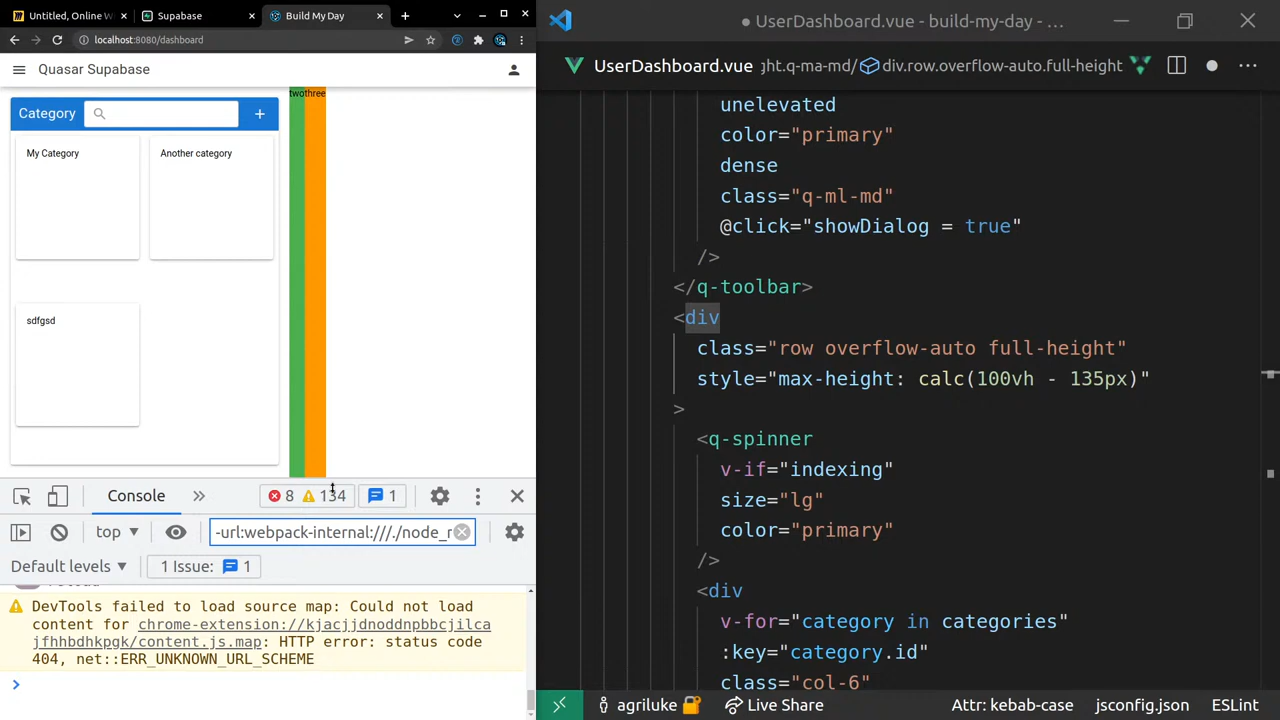 Untitled, Online W
Supabase
Build My Day
localhost:8080/dashboard
Quasar Supabase
Category
twothree
My Category
Another category
sdfgsd
Console
8
134
1
top
-url:webpack-internal:///./node_r
Default levels
1 Issue:
1
DevTools failed to load source map: Could not load
content for chrome-extension://kjacjjdnoddnpbbcjilca
jfhhbdhkpgk/content.js.map: HTTP error: status code
404, net::ERR_UNKNOWN_URL_SCHEME
UserDashboard.vue - build-my-day - …
UserDashboard.vue
ght.q-ma-md/
div.row.overflow-auto.full-height
unelevated
color="primary"
dense
class="q-ml-md"
@click="showDialog = true"
/>
</q-toolbar>
<div
class="row overflow-auto full-height"
style="max-height: calc(100vh - 135px)"
>
<q-spinner
v-if="indexing"
size="lg"
color="primary"
/>
<div
v-for="category in categories"
:key="category.id"
class="col-6"
agriluke
Live Share
Attr: kebab-case
jsconfig.json
ESLint